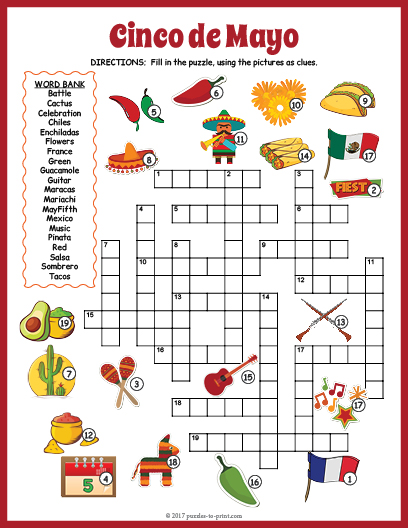 Cinco de Mayo
DIRECTIONS: Fill in the puzzle, using the pictures as clues.
WORD BANK
Battle
Cactus
Celebration
Chiles
Enchiladas
Flowers
France
Green
Guacamole
Guitar
Maracas
Mariachi
MayFifth
Mexico
Music
Pinata
Red
Salsa
Sombrero
Tacos
5
6
10
9
8
11
14
17
FIEST
2
1
2
3
4
5
6
7
8
9
10
11
12
13
14
15
16
17
18
19
19
13
7
3
15
17
12
5
4
18
16
1
© 2017 puzzles-to-print.com